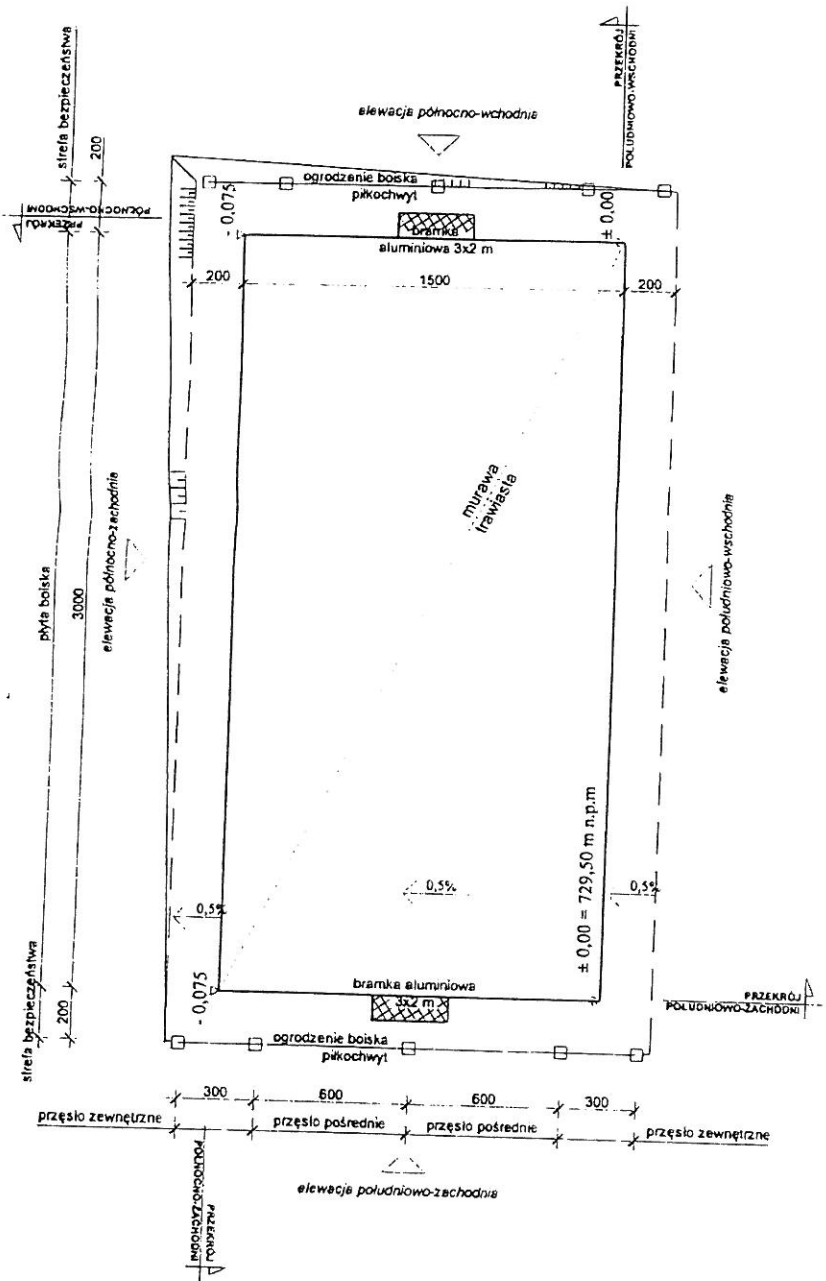 strefa bezpieczeństwa
200
PRZEKRÓJ
PÓŁNOCNO-WSCHODNI
elewacja północno-wchodnia
PRZEKRÓJ
POŁUDNIOWO-WSCHODNI
ogrodzenie boiska
piłkochwyt
- 0,075
± 0,00
bramka
aluminiowa 3x2 m
200
1500
200
płyta boiska
3000
elewacja północno-zachodnia
murawa
trawiasta
elewacja południowo-wschodnia
0,5%
0,5%
0,5%
± 0,00 = 729,50 m n.p.m
strefa bezpieczeństwa
200
- 0,075
bramka aluminiowa
3x2 m
PRZEKRÓJ
POŁUDNIOWO-ZACHODNI
ogrodzenie boiska
piłkochwyt
300
600
600
300
przęsło zewnętrzne
przęsło pośrednie
przęsło pośrednie
przęsło zewnętrzne
PRZEKRÓJ
PÓŁNOCNO-ZACHODNI
elewacja południowo-zachodnia